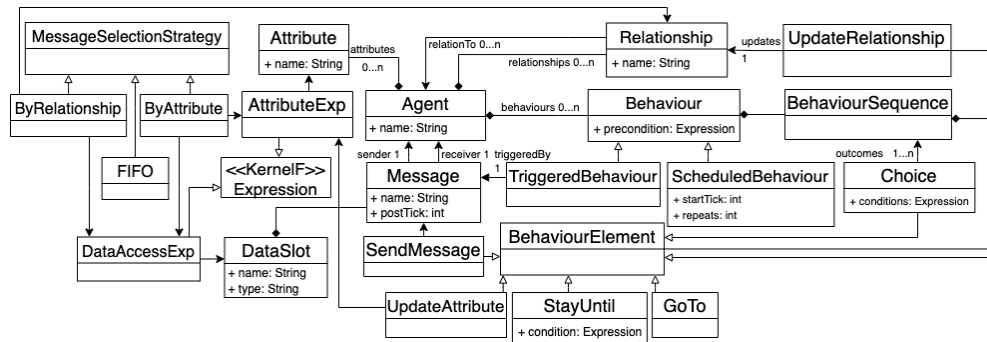 MessageSelectionStrategy
Attribute
+ name: String
attributes
0...n
relationTo 0...n
relationships 0...n
Relationship
+ name: String
updates
1
UpdateRelationship
ByRelationship
ByAttribute
AttributeExp
Agent
+ name: String
behaviours 0...n
Behaviour
+ precondition: Expression
BehaviourSequence
FIFO
<<KernelF>>
Expression
sender 1
receiver 1
triggeredBy
1
outcomes
1...n
Message
+ name: String
+ postTick: int
TriggeredBehaviour
ScheduledBehaviour
+ startTick: int
+ repeats: int
Choice
+ conditions: Expression
DataAccessExp
DataSlot
+ name: String
+ type: String
SendMessage
BehaviourElement
UpdateAttribute
StayUntil
+ condition: Expression
GoTo